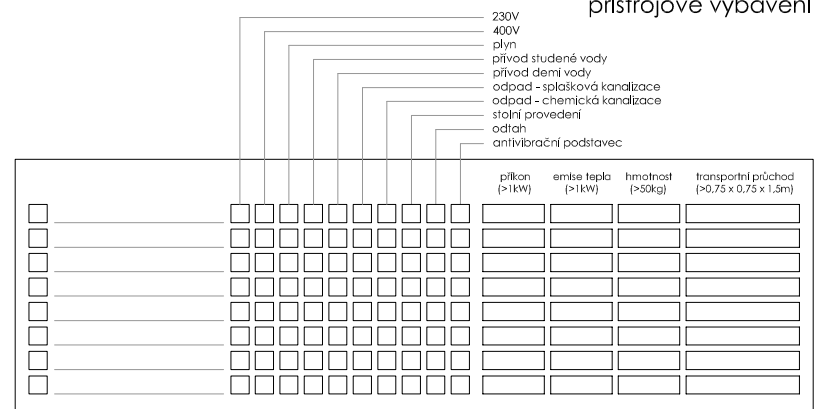 přístrojové vybavení
230V
400V
plyn
přívod studené vody
přívod demi vody
odpad - splašková kanalizace
odpad - chemická kanalizace
stolní provedení
odtah
antivibrační podstavec
příkon emise tepla hmotnost transportní průchod
(>1kW) (>1kW) (>50kg) (>0,75 x 0,75 x 1,5m)